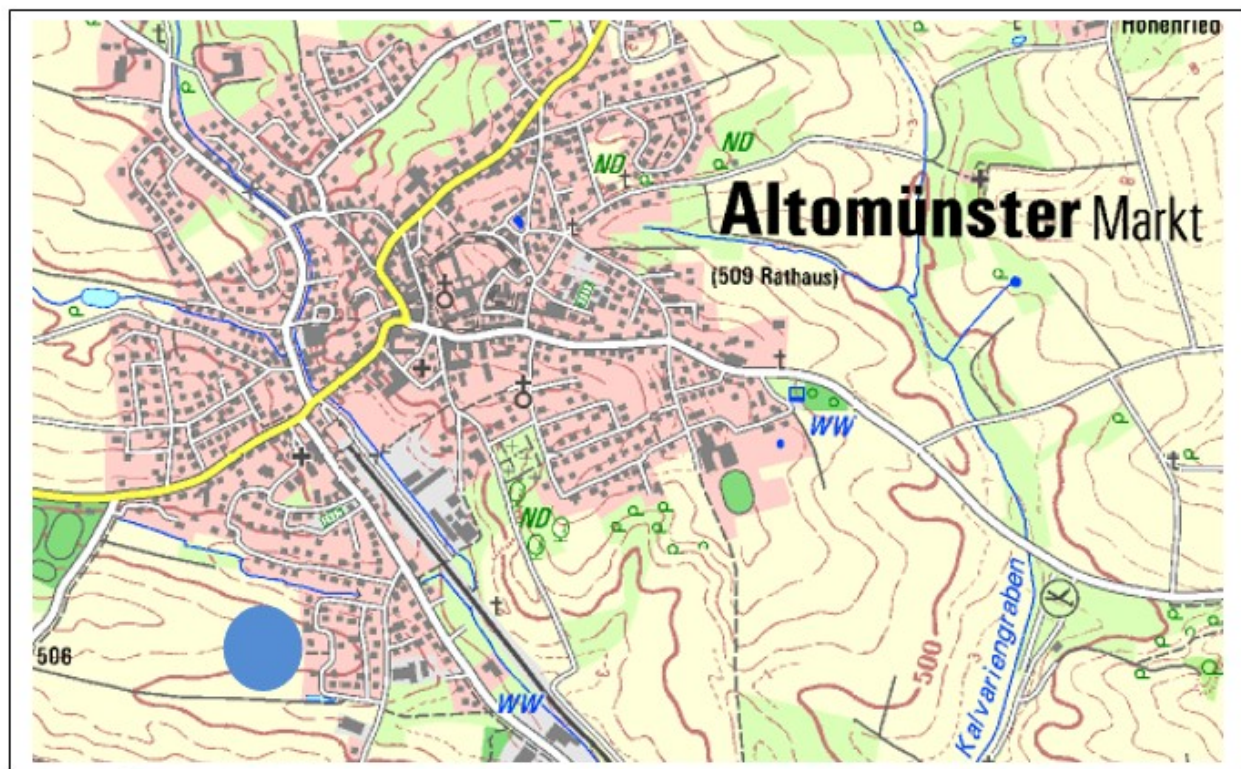 Hohenried
ND
ND
Altomünster Markt
(509 Rathaus)
WW
ND
500
Kalvariengraben
506
WW